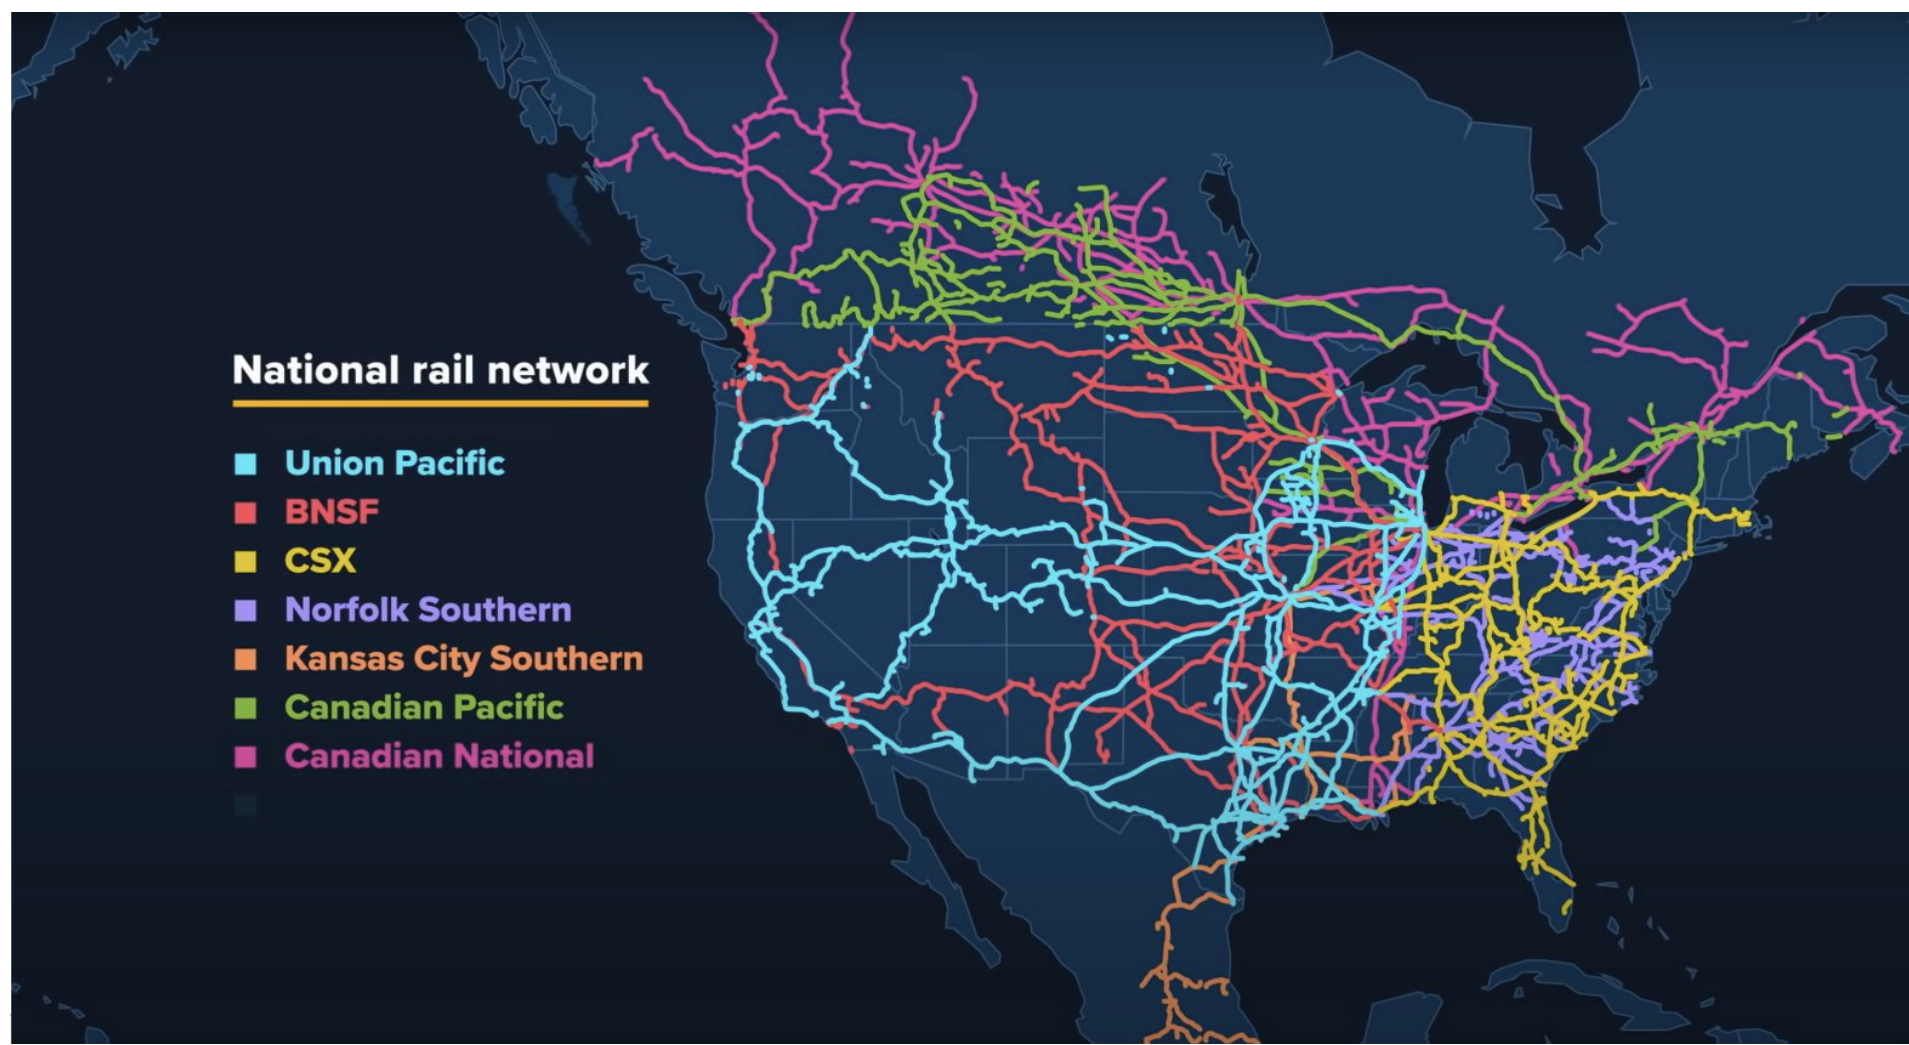 National rail network
Union Pacific
BNSF
CSX
Norfolk Southern
Kansas City Southern
Canadian Pacific
Canadian National